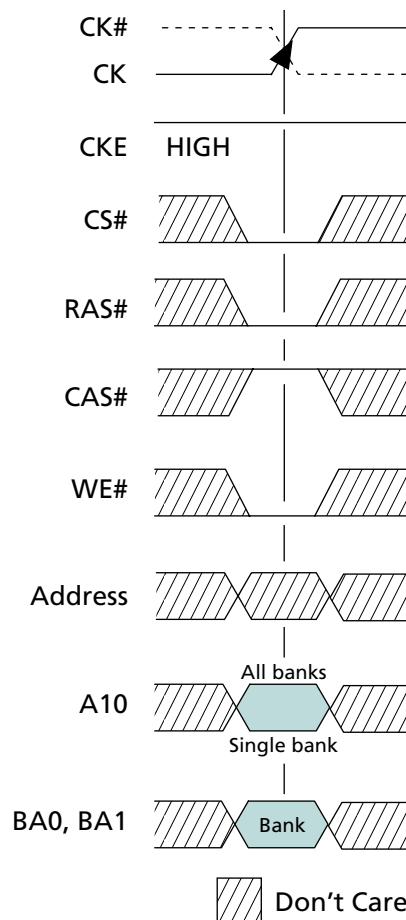 CK#
CK
CKE HIGH
CS#
RAS#
CAS#
WE#
Address
All banks
A10
Single bank
BA0, BA1 Bank
Don't Care